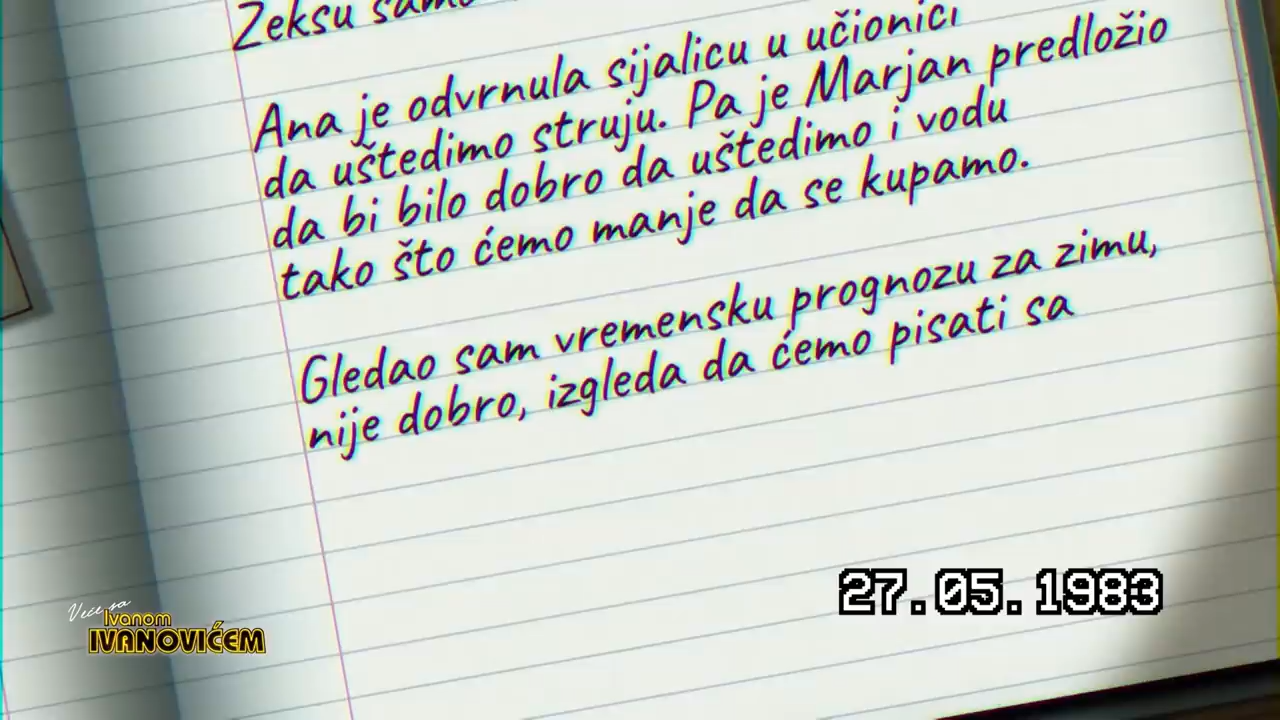 Zeksu samo
Ana je odvrnula sijalicu u učionici
da uštedimo struju. Pa je Marjan predložio
da bi bilo dobro da uštedimo i vodu
tako što ćemo manje da se kupamo.
Gledao sam vremensku prognozu za zimu,
nije dobro, izgleda da ćemo pisati sa
27.05.1983
Veče sa
Ivanom
IVANOVIĆEM